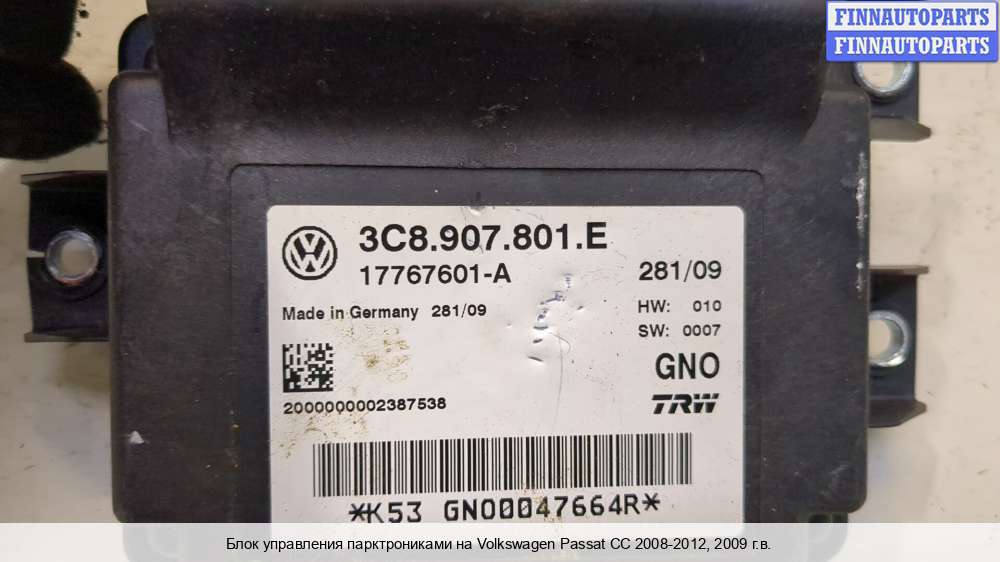 FINNAUTOPARTS
FINNAUTOPARTS
3C8.907.801.E
17767601-A
281/09
Made in Germany 281/09
HW: 010
SW: 0007
GNO
TRW
2000000002387538
*K53 GNO0047664R*
Блок управления парктрониками на Volkswagen Passat CC 2008-2012, 2009 г.в.